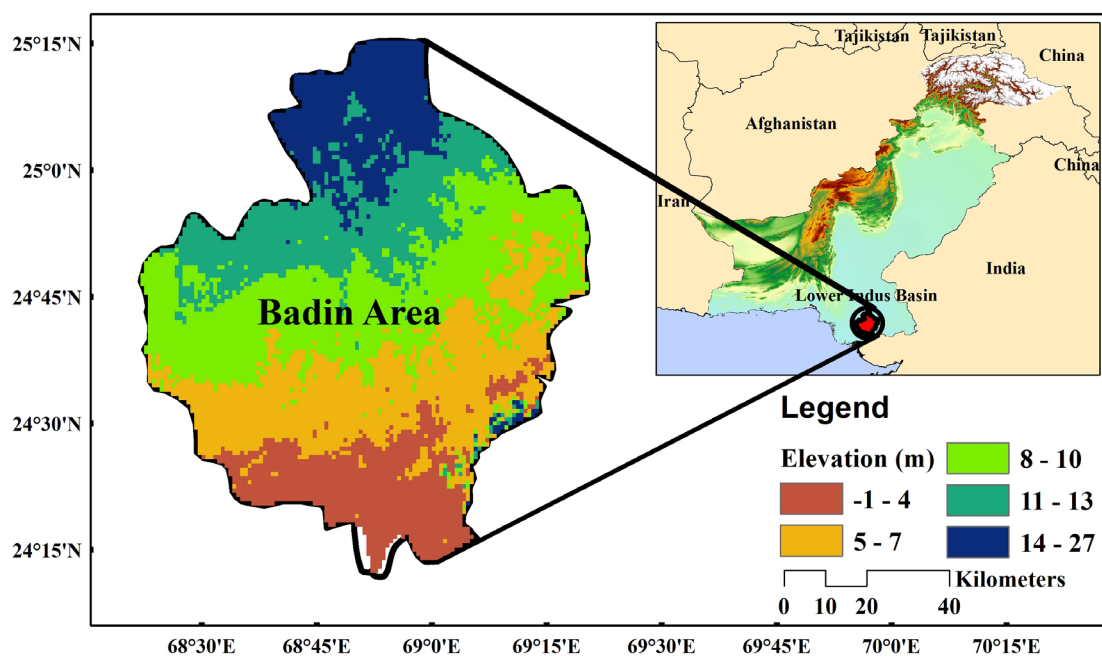 25°15'N
25°0'N
24°45'N
24°30'N
24°15'N
68°30'E
68°45'E
69°0'E
69°15'E
69°30'E
69°45'E
70°0'E
70°15'E
Badin Area
Tajikistan
Tajikistan
China
Afghanistan
China
Iran
India
Lower Indus Basin
Legend
Elevation (m)
-1 - 4
5 - 7
8 - 10
11 - 13
14 - 27
Kilometers
0 10 20 40